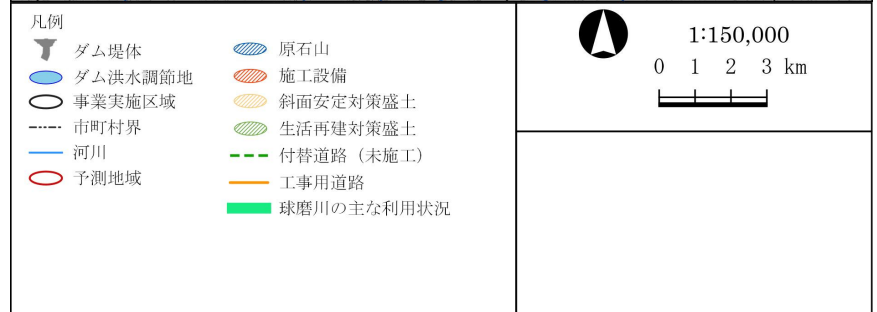 凡例
ダム堤体
ダム洪水調節地
事業実施区域
市町村界
河川
予測地域
原石山
施工設備
斜面安定対策盛土
生活再建対策盛土
付替道路（未施工）
工事用道路
球磨川の主な利用状況
1:150,000
0 1 2 3 km